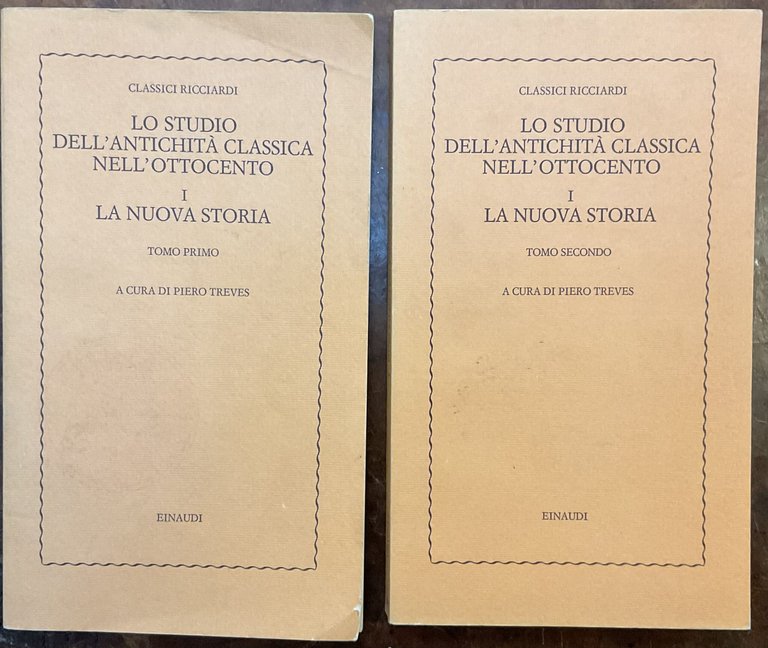 CLASSICI RICCIARDI
LO STUDIO
DELL'ANTICHITÀ CLASSICA
NELL'OTTOCENTO
I
LA NUOVA STORIA
TOMO PRIMO
A CURA DI PIERO TREVES
EINAUDI
CLASSICI RICCIARDI
LO STUDIO
DELL'ANTICHITÀ CLASSICA
NELL'OTTOCENTO
I
LA NUOVA STORIA
TOMO SECONDO
A CURA DI PIERO TREVES
EINAUDI